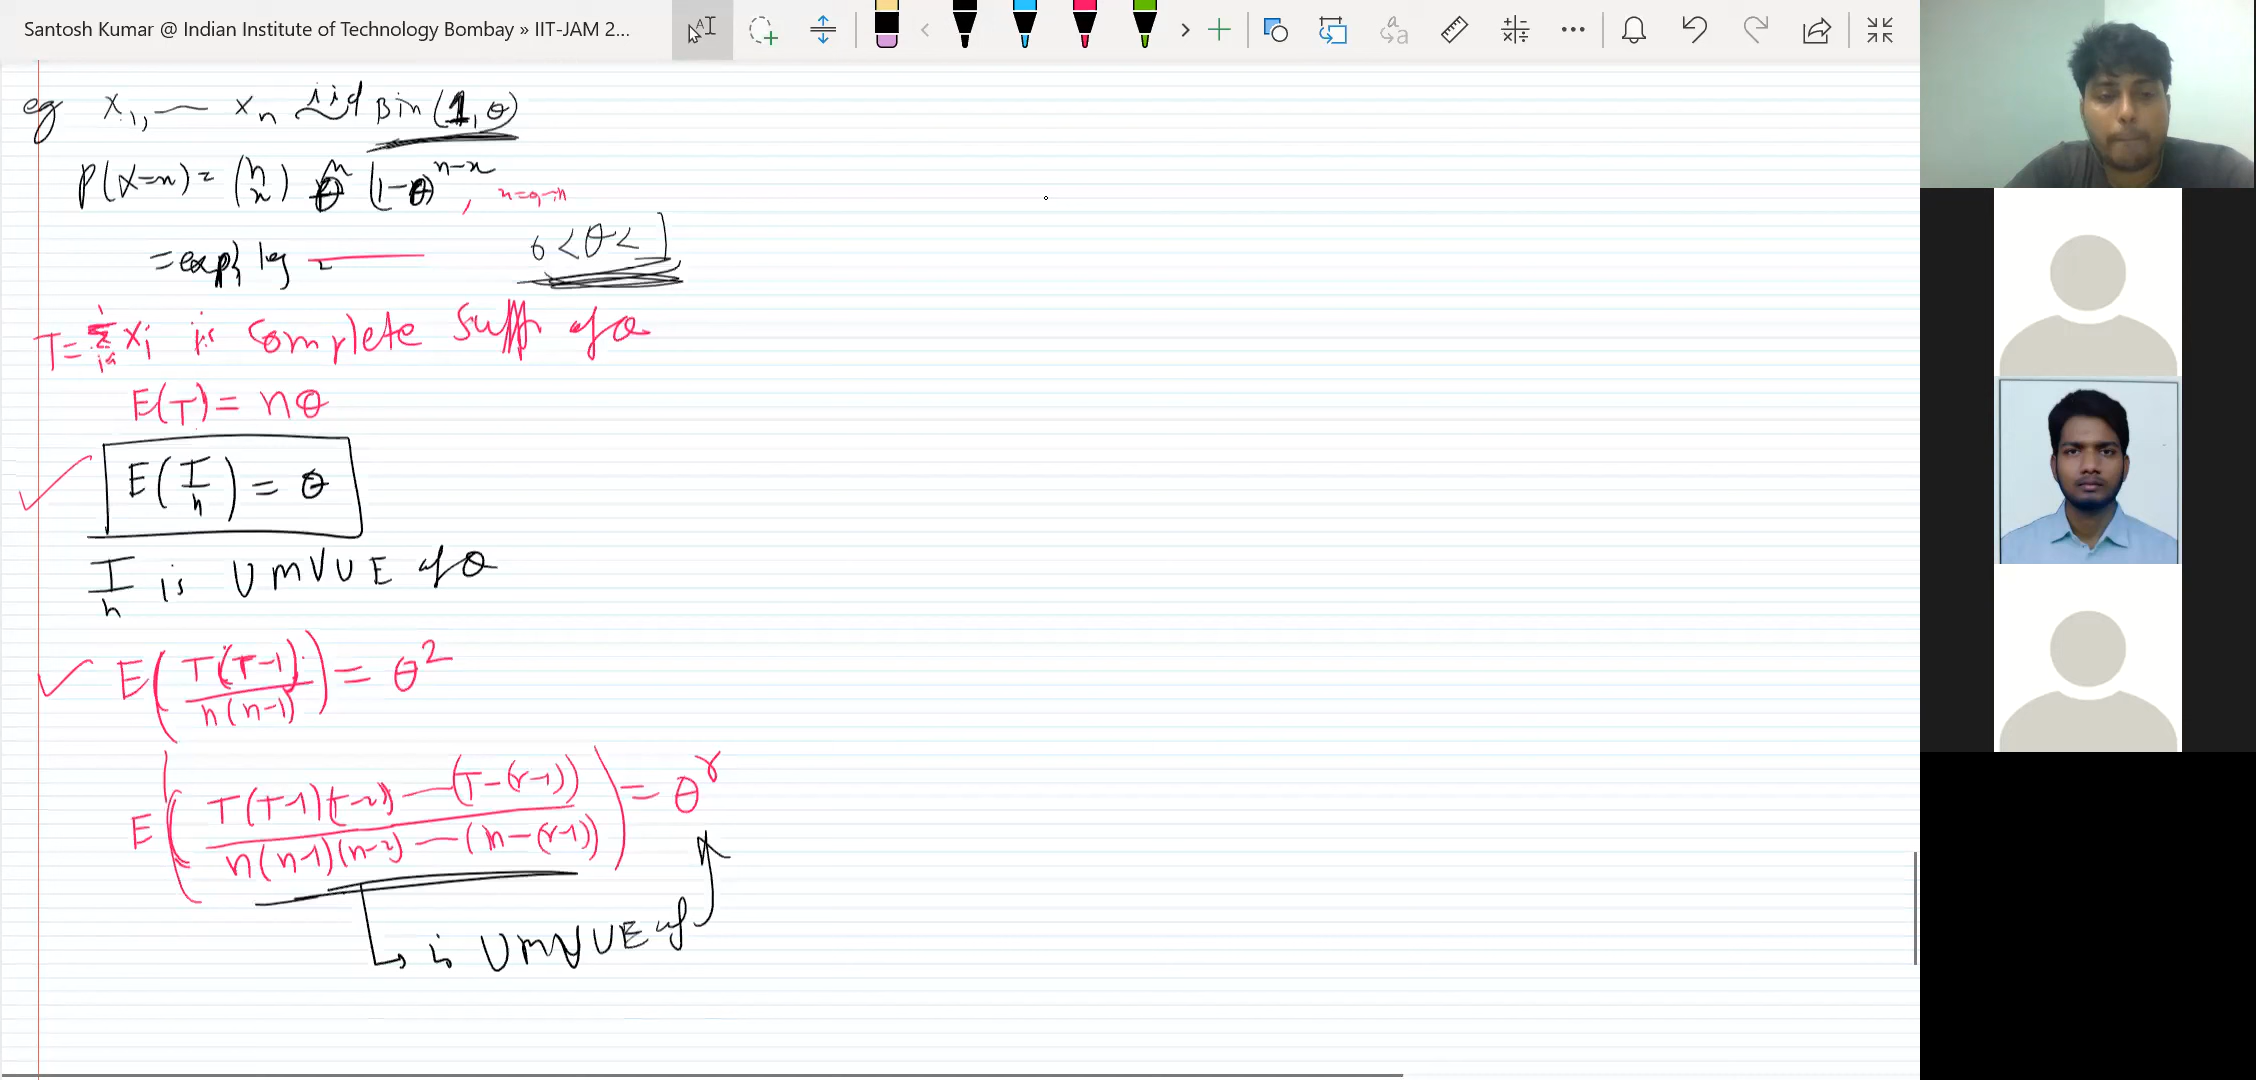 Santosh Kumar @ Indian Institute of Technology Bombay » IIT-JAM 2...
eg X1, — Xn iid Bin(1, θ)
P(X=x) = (n x) θ^x (1-θ)^n-x, x=0-n
= exp{ log — 0<θ<1
T = Σ Xi is complete suff of θ
E(T) = nθ
E(T/n) = θ
T/n is UMVUE of θ
E(T(T-1)/n(n-1)) = θ^2
E(T(T-1)(T-2) — (T-(r-1))/n(n-1)(n-2) — (n-(r-1))) = θ^r
↳ is UMVUE of